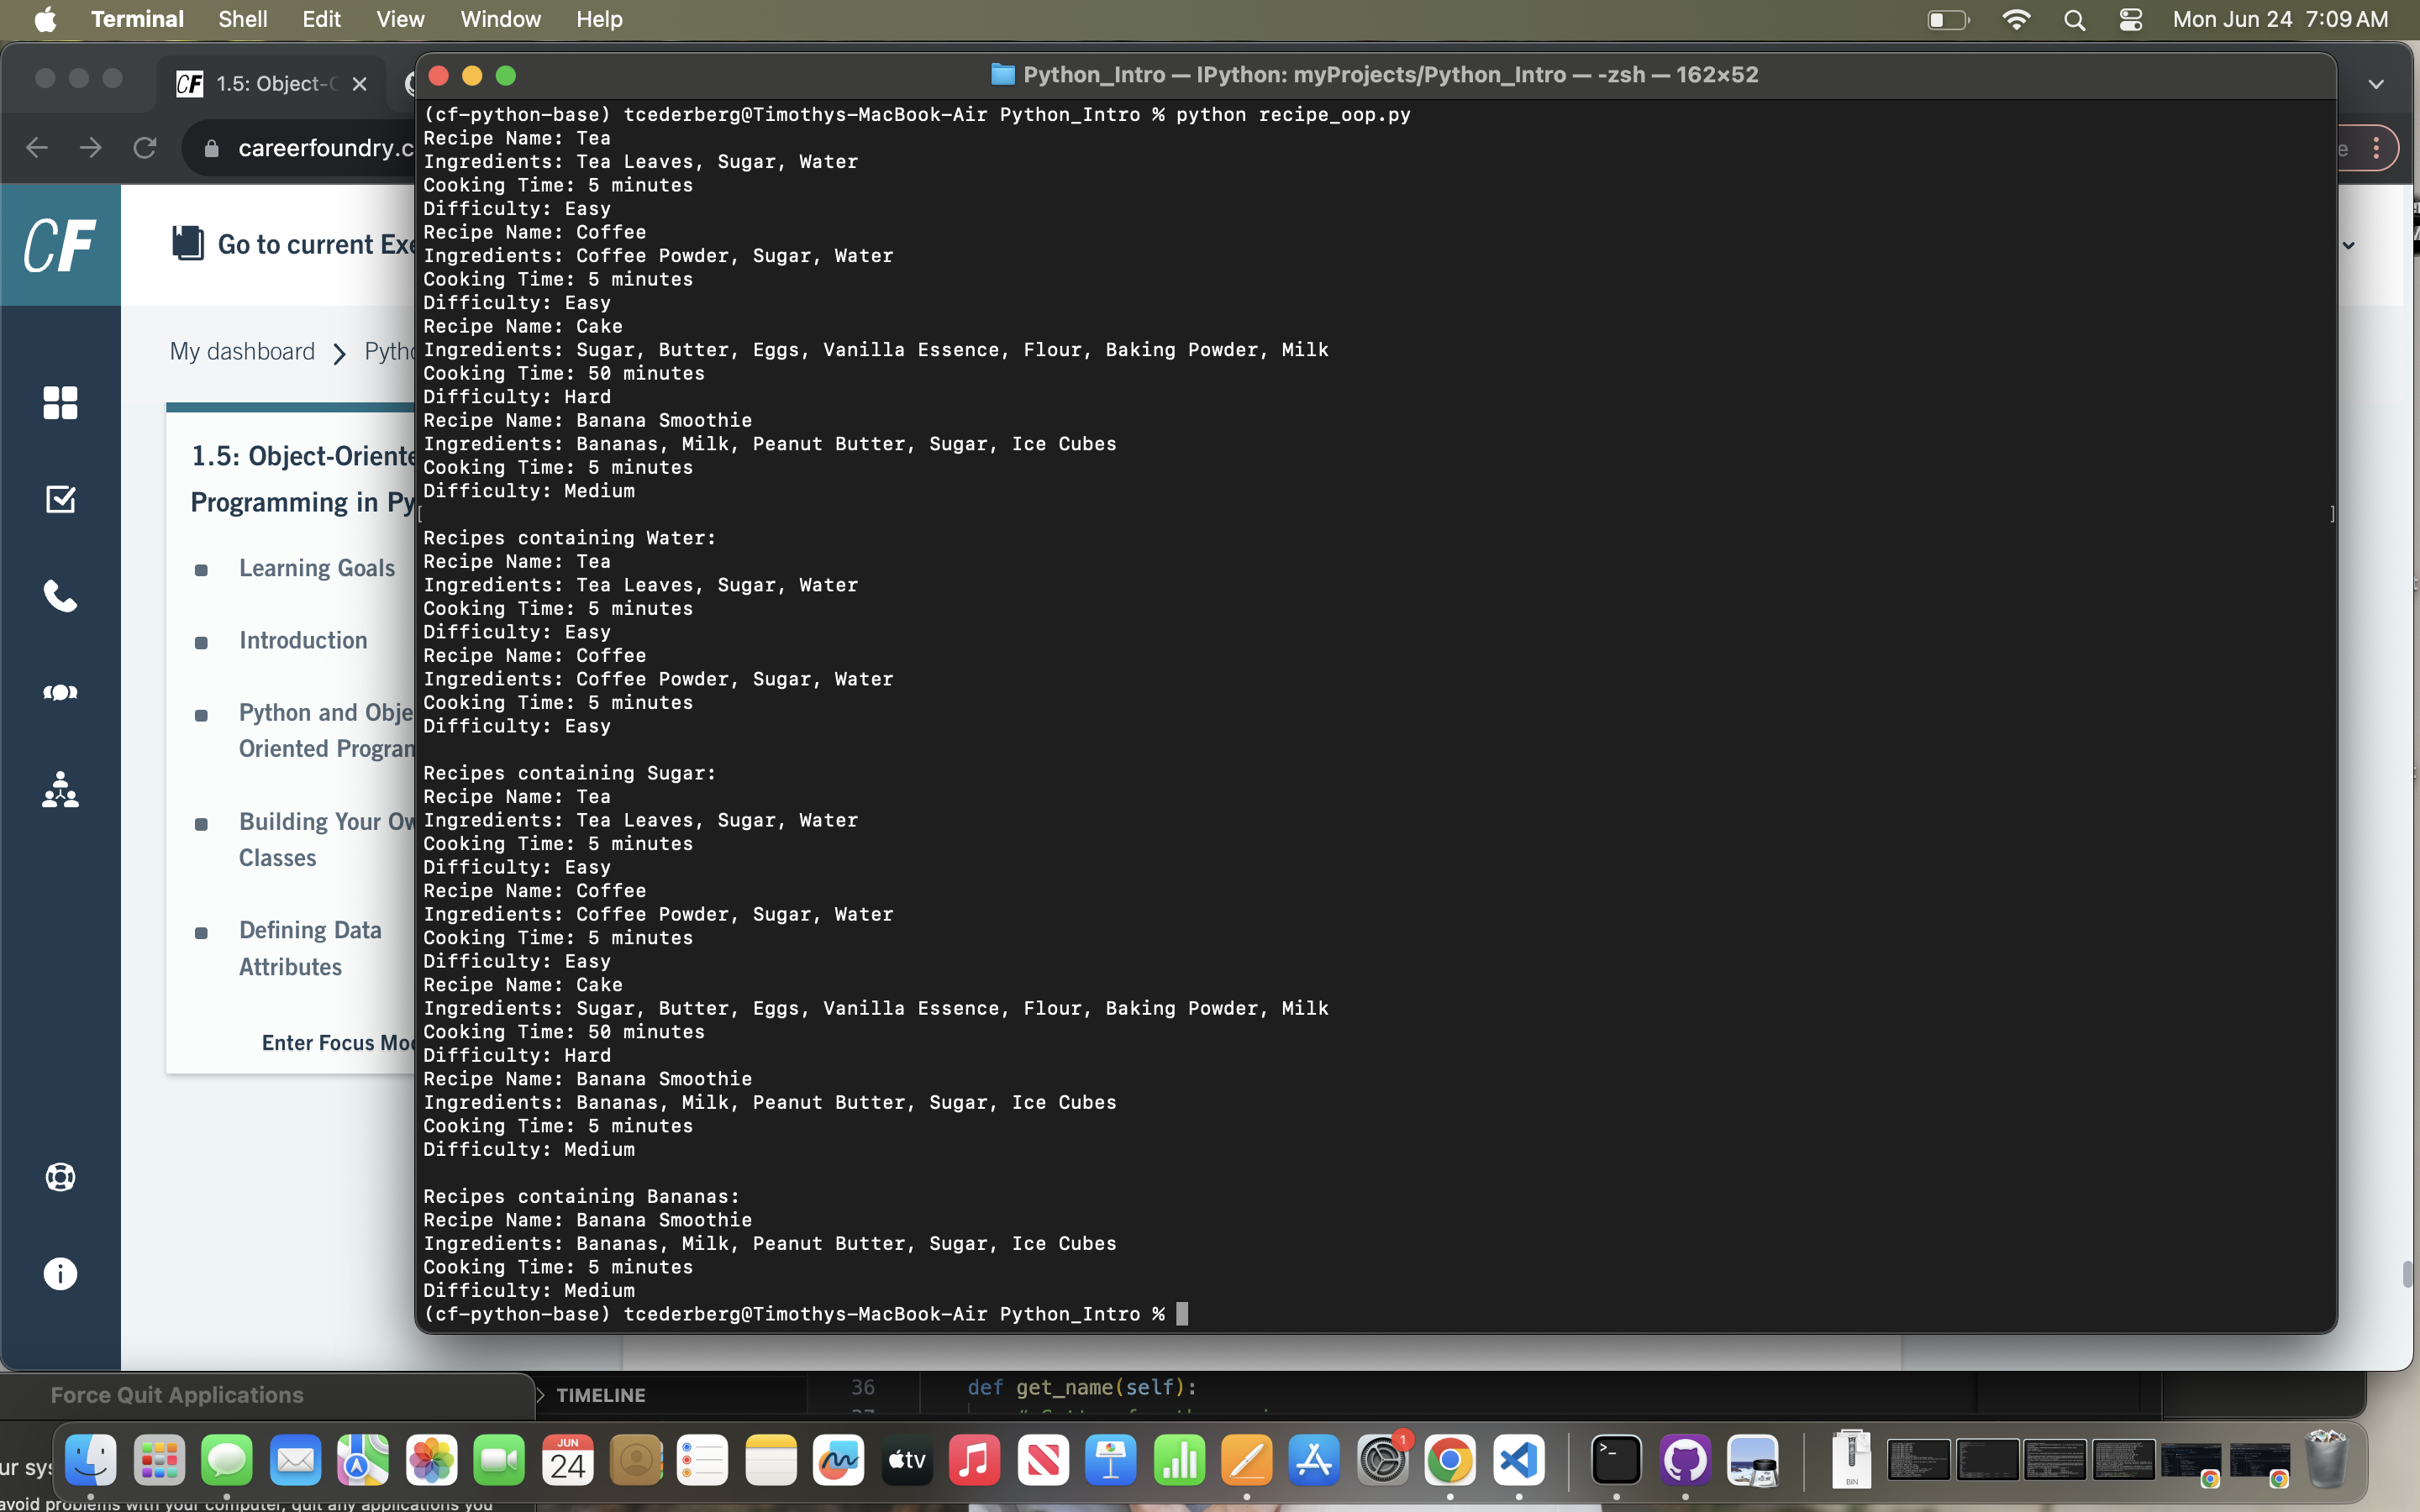 Terminal Shell Edit View Window Help Mon Jun 24 7:09 AM
CF 1.5: Object-O
Python_Intro — IPython: myProjects/Python_Intro — -zsh — 162×52
careerfoundry.c
CF
Go to current Exe
My dashboard > Pytho
1.5: Object-Oriente
Programming in Py
Learning Goals
Introduction
Python and Obje
Oriented Program
Building Your Ow
Classes
Defining Data
Attributes
Enter Focus Mod
(cf-python-base) tcederberg@Timothys-MacBook-Air Python_Intro % python recipe_oop.py
Recipe Name: Tea
Ingredients: Tea Leaves, Sugar, Water
Cooking Time: 5 minutes
Difficulty: Easy
Recipe Name: Coffee
Ingredients: Coffee Powder, Sugar, Water
Cooking Time: 5 minutes
Difficulty: Easy
Recipe Name: Cake
Ingredients: Sugar, Butter, Eggs, Vanilla Essence, Flour, Baking Powder, Milk
Cooking Time: 50 minutes
Difficulty: Hard
Recipe Name: Banana Smoothie
Ingredients: Bananas, Milk, Peanut Butter, Sugar, Ice Cubes
Cooking Time: 5 minutes
Difficulty: Medium
[ ]
Recipes containing Water:
Recipe Name: Tea
Ingredients: Tea Leaves, Sugar, Water
Cooking Time: 5 minutes
Difficulty: Easy
Recipe Name: Coffee
Ingredients: Coffee Powder, Sugar, Water
Cooking Time: 5 minutes
Difficulty: Easy
Recipes containing Sugar:
Recipe Name: Tea
Ingredients: Tea Leaves, Sugar, Water
Cooking Time: 5 minutes
Difficulty: Easy
Recipe Name: Coffee
Ingredients: Coffee Powder, Sugar, Water
Cooking Time: 5 minutes
Difficulty: Easy
Recipe Name: Cake
Ingredients: Sugar, Butter, Eggs, Vanilla Essence, Flour, Baking Powder, Milk
Cooking Time: 50 minutes
Difficulty: Hard
Recipe Name: Banana Smoothie
Ingredients: Bananas, Milk, Peanut Butter, Sugar, Ice Cubes
Cooking Time: 5 minutes
Difficulty: Medium
Recipes containing Bananas:
Recipe Name: Banana Smoothie
Ingredients: Bananas, Milk, Peanut Butter, Sugar, Ice Cubes
Cooking Time: 5 minutes
Difficulty: Medium
(cf-python-base) tcederberg@Timothys-MacBook-Air Python_Intro %
Force Quit Applications
TIMELINE
36 def get_name(self):
JUN
24
tv
1
>_
BIN
ur sys
avoid problems with your computer, quit any applications you